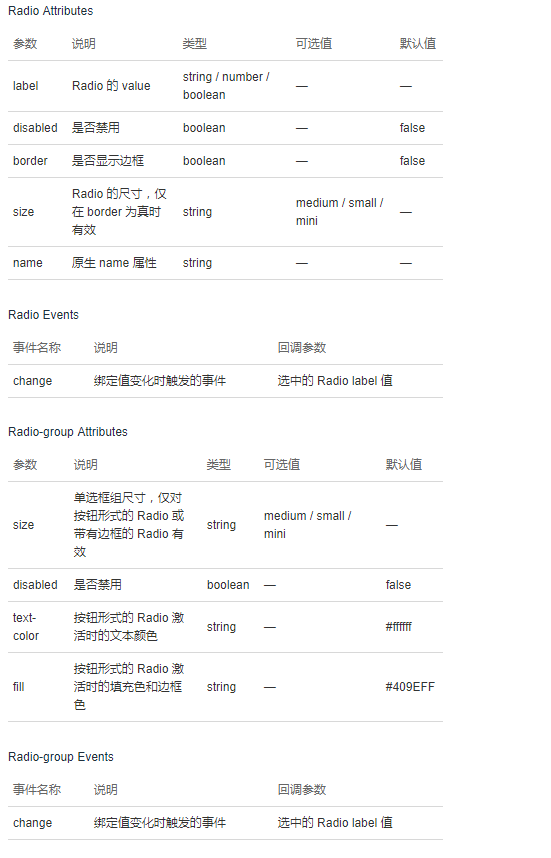 Radio Attributes
参数 说明 类型 可选值 默认值
label Radio 的 value string / number / boolean — —
disabled 是否禁用 boolean — false
border 是否显示边框 boolean — false
size Radio 的尺寸，仅在 border 为真时有效 string medium / small / mini —
name 原生 name 属性 string — —
Radio Events
事件名称 说明 回调参数
change 绑定值变化时触发的事件 选中的 Radio label 值
Radio-group Attributes
参数 说明 类型 可选值 默认值
size 单选框组尺寸，仅对按钮形式的 Radio 或带有边框的 Radio 有效 string medium / small / mini —
disabled 是否禁用 boolean — false
text-color 按钮形式的 Radio 激活时的文本颜色 string — #ffffff
fill 按钮形式的 Radio 激活时的填充色和边框色 string — #409EFF
Radio-group Events
事件名称 说明 回调参数
change 绑定值变化时触发的事件 选中的 Radio label 值